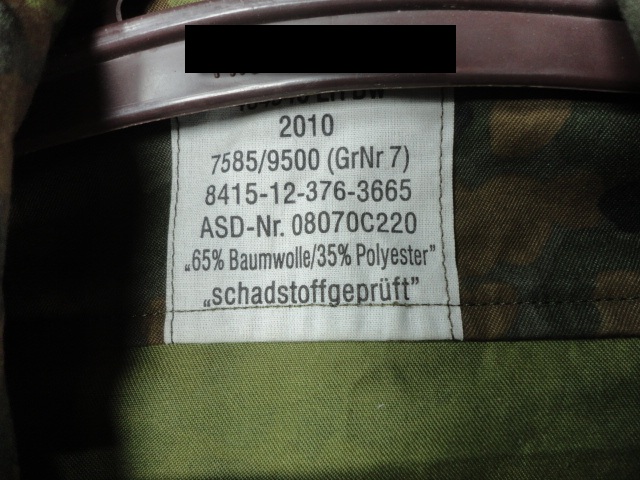 2010
7585/9500 (GrNr 7)
8415-12-376-3665
ASD-Nr. 08070C220
„65% Baumwolle/35% Polyester"
„schadstoffgeprüft"